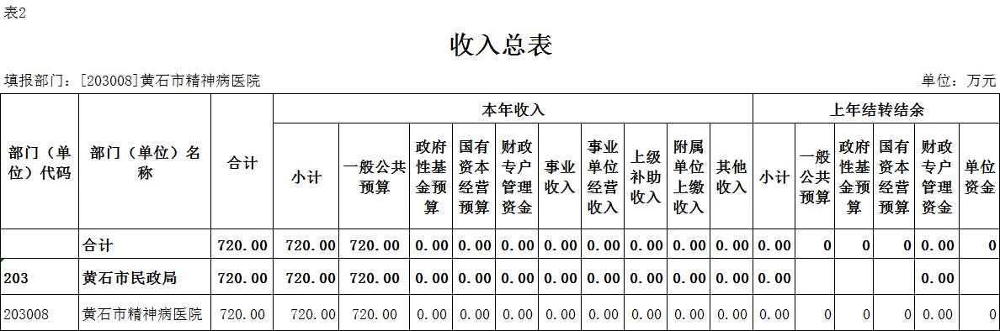 表2
收入总表
填报部门：[203008]黄石市精神病医院 单位：万元
部门（单位）代码 部门（单位）名称 合计 本年收入 上年结转结余
小计 一般公共预算 政府性基金预算 国有资本经营预算 财政专户管理资金 事业收入 事业单位经营收入 上级补助收入 附属单位上缴收入 其他收入 小计 一般公共预算 政府性基金预算 国有资本经营预算 财政专户管理资金 单位资金
合计 720.00 720.00 720.00 0.00 0.00 0.00 0.00 0.00 0.00 0.00 0.00 0.00 0 0 0 0.00 0
203 黄石市民政局 720.00 720.00 720.00 0.00 0.00 0.00 0.00 0.00 0.00 0.00 0.00 0.00 0.00
203008 黄石市精神病医院 720.00 720.00 720.00 0.00 0.00 0.00 0.00 0.00 0.00 0.00 0.00 0.00 0 0 0 0.00 0